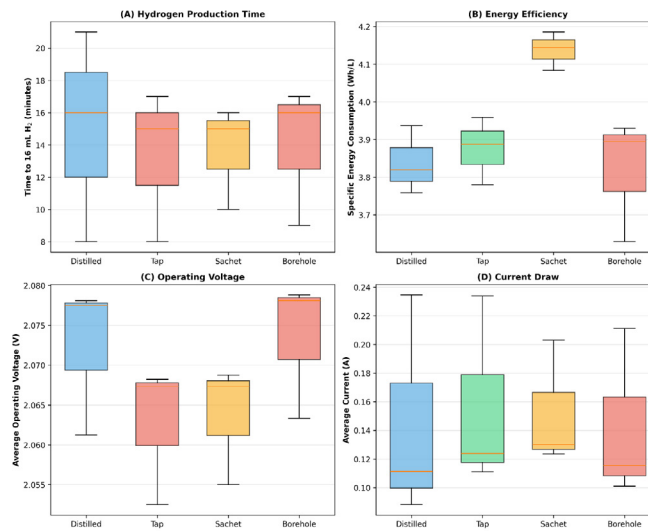 (A) Hydrogen Production Time
Time to 16 mL H₂ (minutes)
20
18
16
14
12
10
8
Distilled
Tap
Sachet
Borehole
(B) Energy Efficiency
Specific Energy Consumption (Wh/L)
4.2
4.1
4.0
3.9
3.8
3.7
Distilled
Tap
Sachet
Borehole
(C) Operating Voltage
Average Operating Voltage (V)
2.080
2.075
2.070
2.065
2.060
2.055
Distilled
Tap
Sachet
Borehole
(D) Current Draw
Average Current (A)
0.24
0.22
0.20
0.18
0.16
0.14
0.12
0.10
Distilled
Tap
Sachet
Borehole